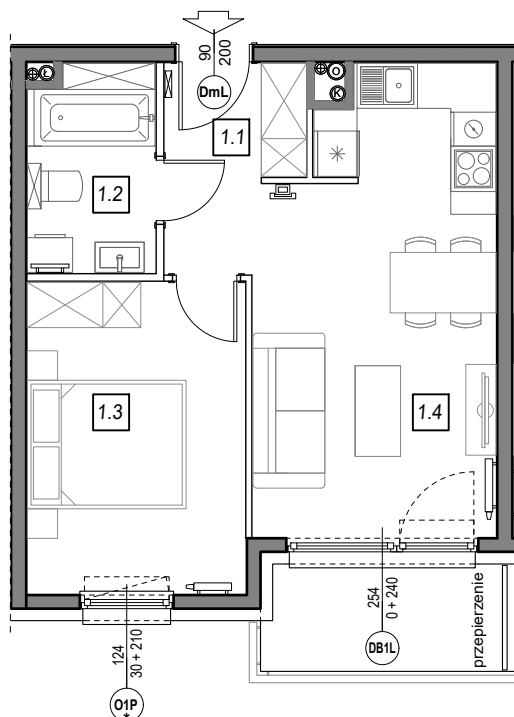 90
200
DmL
Ł
O
K
1.1
1.2
1.3
1.4
124
30 + 210
O1P
*
254
0 + 240
DB1L
przepierzenie